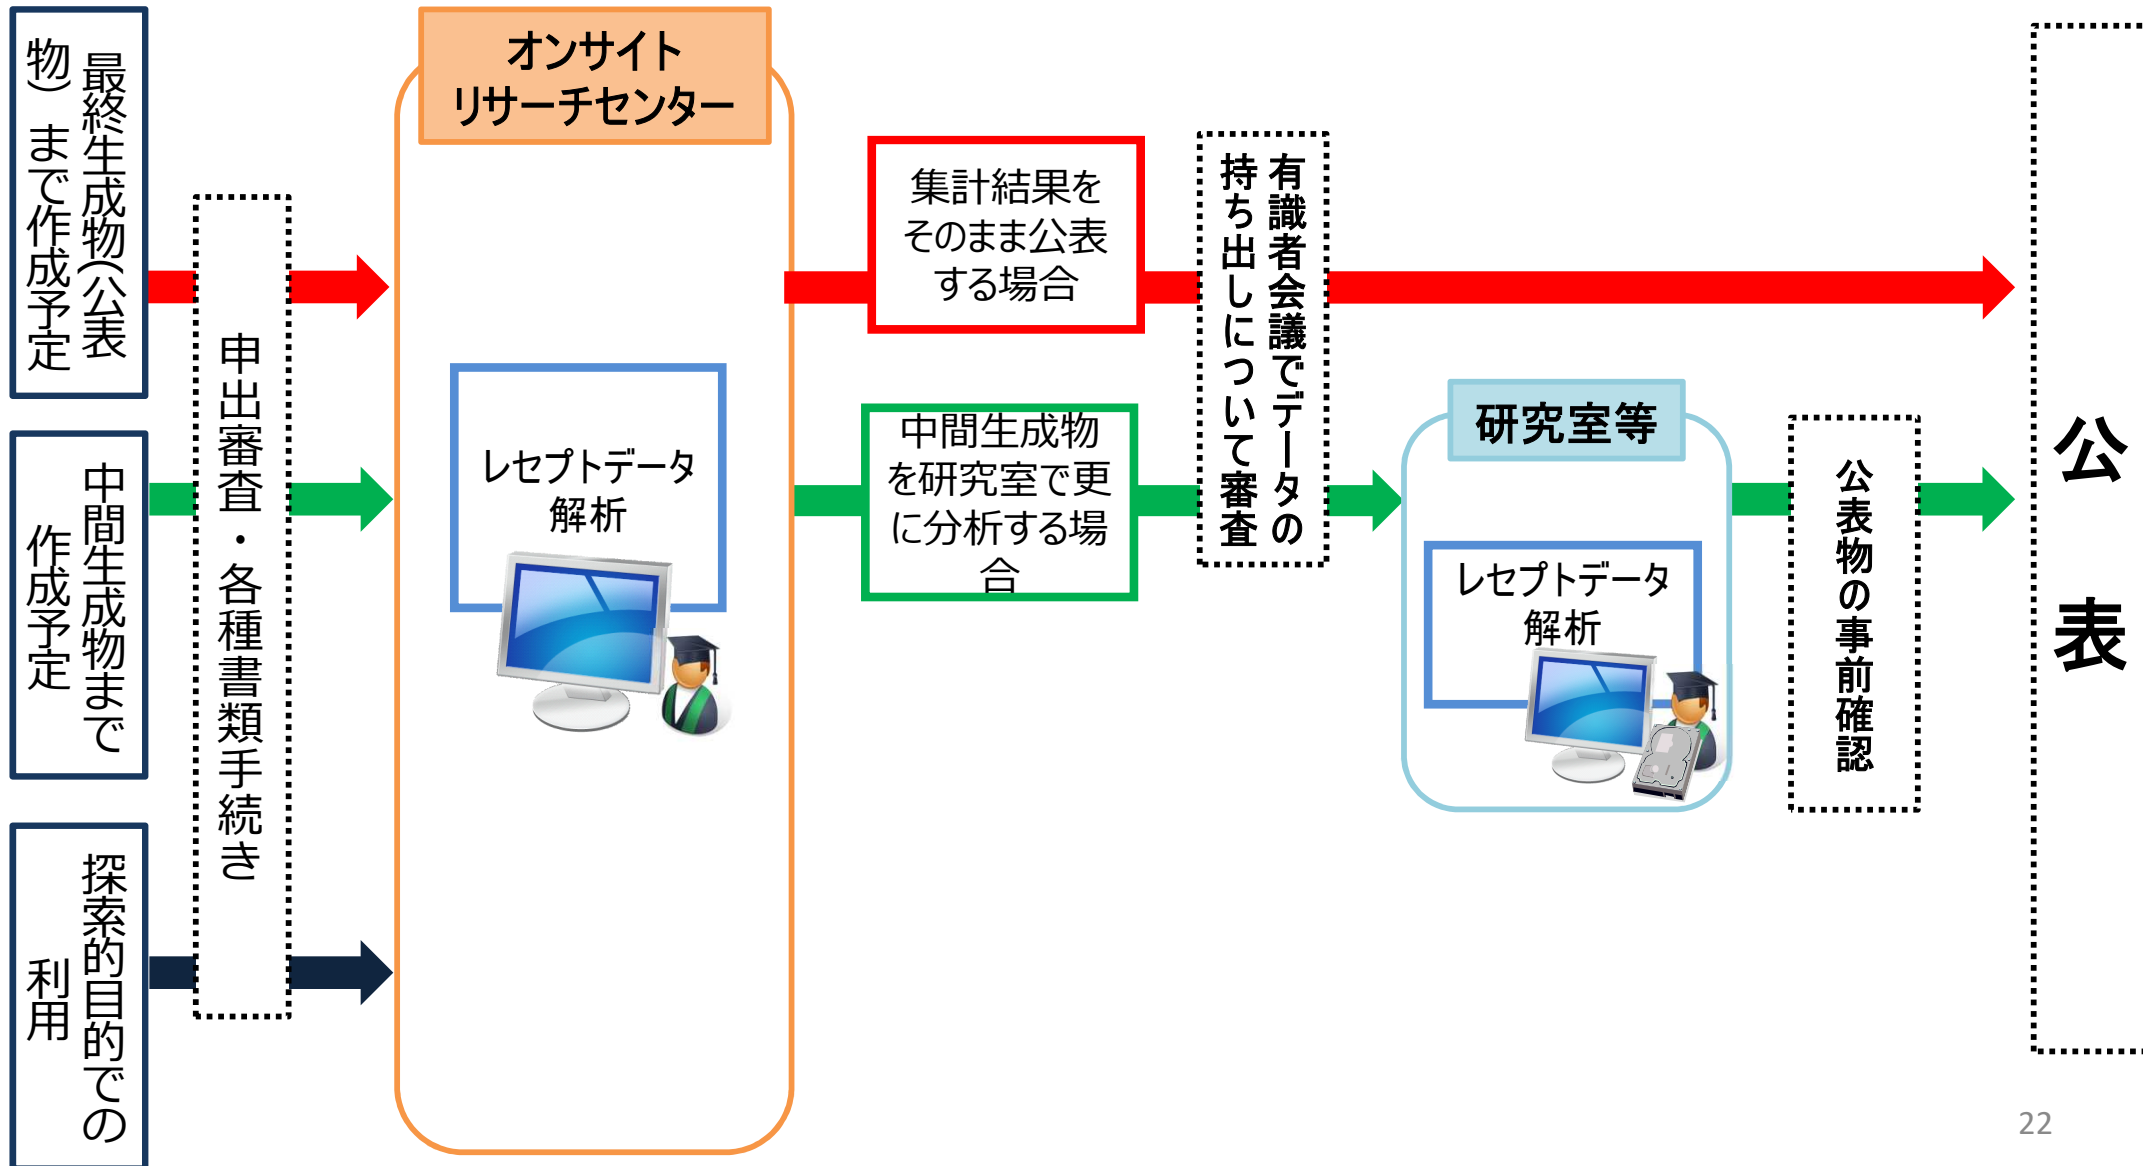 最終生成物(公表
物）まで作成予定
中間生成物まで
作成予定
探索的目的での
利用
申出審査・各種書類手続き
オンサイト
リサーチセンター
レセプトデータ
解析
集計結果を
そのまま公表
する場合
中間生成物
を研究室で更
に分析する場
合
有識者会議でデータの
持ち出しについて審査
研究室等
レセプトデータ
解析
公表物の事前確認
公表
22